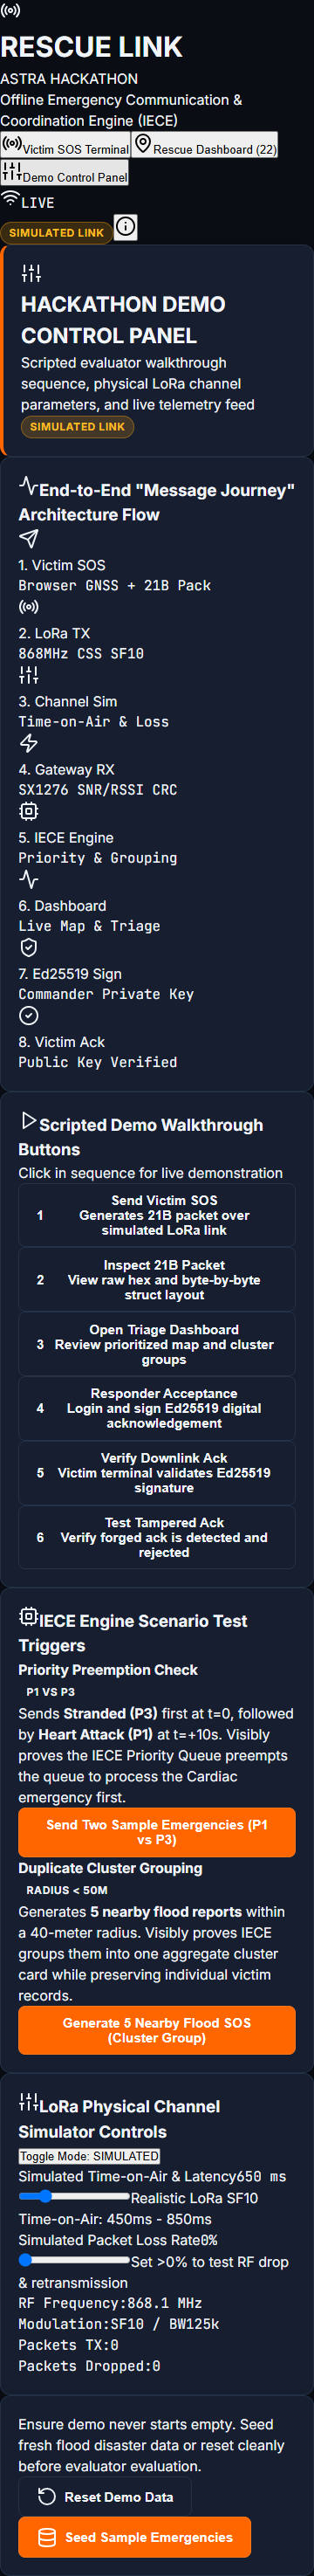 RESCUE LINK
ASTRA HACKATHON
Offline Emergency Communication &
Coordination Engine (IECE)
Victim SOS Terminal Rescue Dashboard (22)
Demo Control Panel
LIVE
SIMULATED LINK
HACKATHON DEMO
CONTROL PANEL
Scripted evaluator walkthrough
sequence, physical LoRa channel
parameters, and live telemetry feed
SIMULATED LINK
End-to-End "Message Journey"
Architecture Flow
1. Victim SOS
Browser GNSS + 21B Pack
2. LoRa TX
868MHz CSS SF10
3. Channel Sim
Time-on-Air & Loss
4. Gateway RX
SX1276 SNR/RSSI CRC
5. IECE Engine
Priority & Grouping
6. Dashboard
Live Map & Triage
7. Ed25519 Sign
Commander Private Key
8. Victim Ack
Public Key Verified
Scripted Demo Walkthrough
Buttons
Click in sequence for live demonstration
Send Victim SOS
1 Generates 21B packet over
simulated LoRa link
Inspect 21B Packet
2 View raw hex and byte-by-byte
struct layout
Open Triage Dashboard
3 Review prioritized map and cluster
groups
Responder Acceptance
4 Login and sign Ed25519 digital
acknowledgement
Verify Downlink Ack
5 Victim terminal validates Ed25519
signature
Test Tampered Ack
6 Verify forged ack is detected and
rejected
IECE Engine Scenario Test
Triggers
Priority Preemption Check
P1 VS P3
Sends Stranded (P3) first at t=0, followed
by Heart Attack (P1) at t=+10s. Visibly
proves the IECE Priority Queue preempts
the queue to process the Cardiac
emergency first.
Send Two Sample Emergencies (P1
vs P3)
Duplicate Cluster Grouping
RADIUS < 50M
Generates 5 nearby flood reports within
a 40-meter radius. Visibly proves IECE
groups them into one aggregate cluster
card while preserving individual victim
records.
Generate 5 Nearby Flood SOS
(Cluster Group)
LoRa Physical Channel
Simulator Controls
Toggle Mode: SIMULATED
Simulated Time-on-Air & Latency650 ms
Realistic LoRa SF10
Time-on-Air: 450ms - 850ms
Simulated Packet Loss Rate0%
Set >0% to test RF drop
& retransmission
RF Frequency:868.1 MHz
Modulation:SF10 / BW125k
Packets TX:0
Packets Dropped:0
Ensure demo never starts empty. Seed
fresh flood disaster data or reset cleanly
before evaluator evaluation.
Reset Demo Data
Seed Sample Emergencies